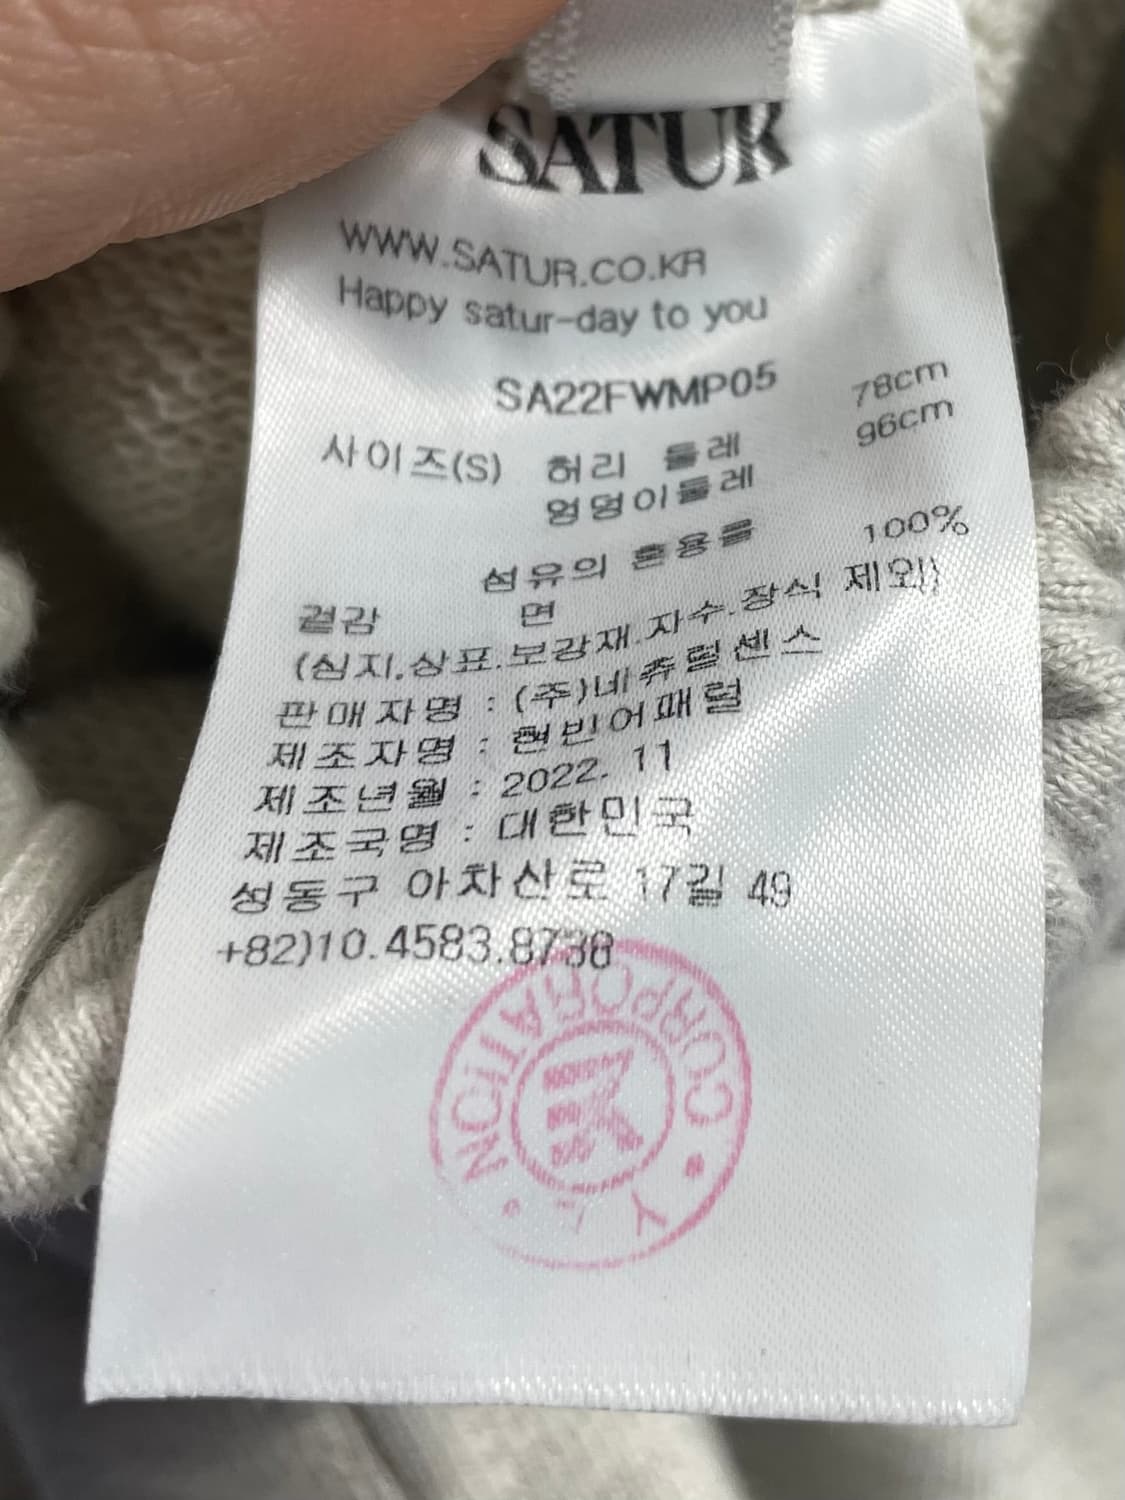 SATUR
WWW.SATUR.CO.KR
Happy satur-day to you
SA22FWMP05
사이즈(S) 허리 둘레 78cm
엉덩이둘레 96cm
섬유의 혼용률
겉감 면 100%
(심지.상표.보강재.자수.장식 제외)
판매자명 : (주)네츄럴센스
제조자명 : 현빈어패럴
제조년월 : 2022. 11
제조국명 : 대한민국
성동구 아차산로 17길 49
+82)10.4583.8738
CORPORATION